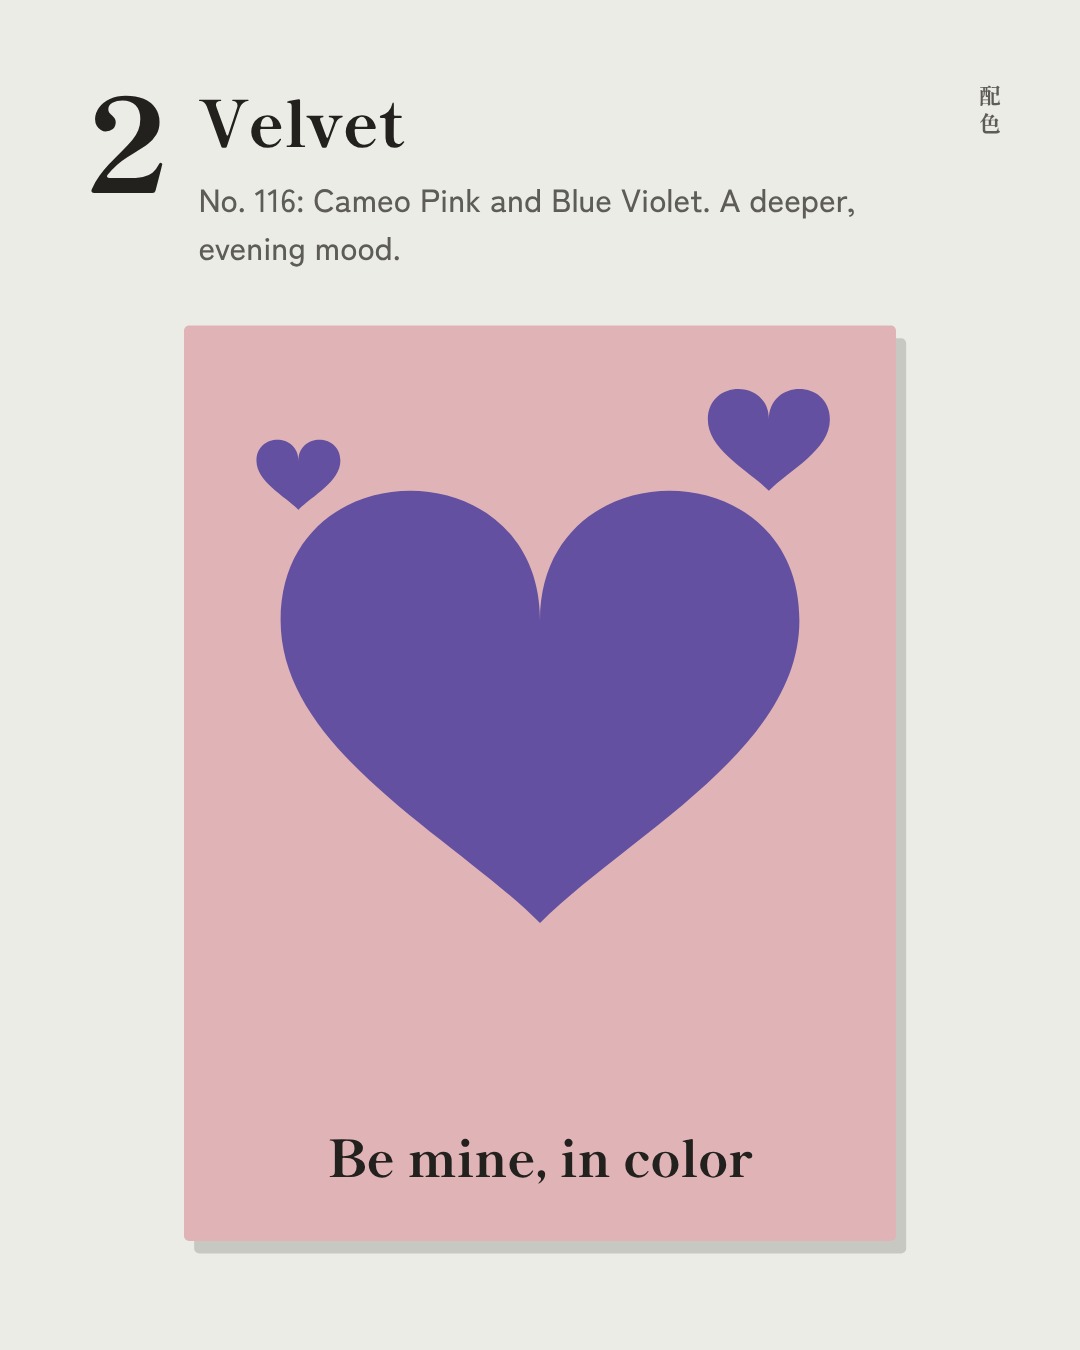 2
Velvet
No. 116: Cameo Pink and Blue Violet. A deeper,
evening mood.
配色
Be mine, in color